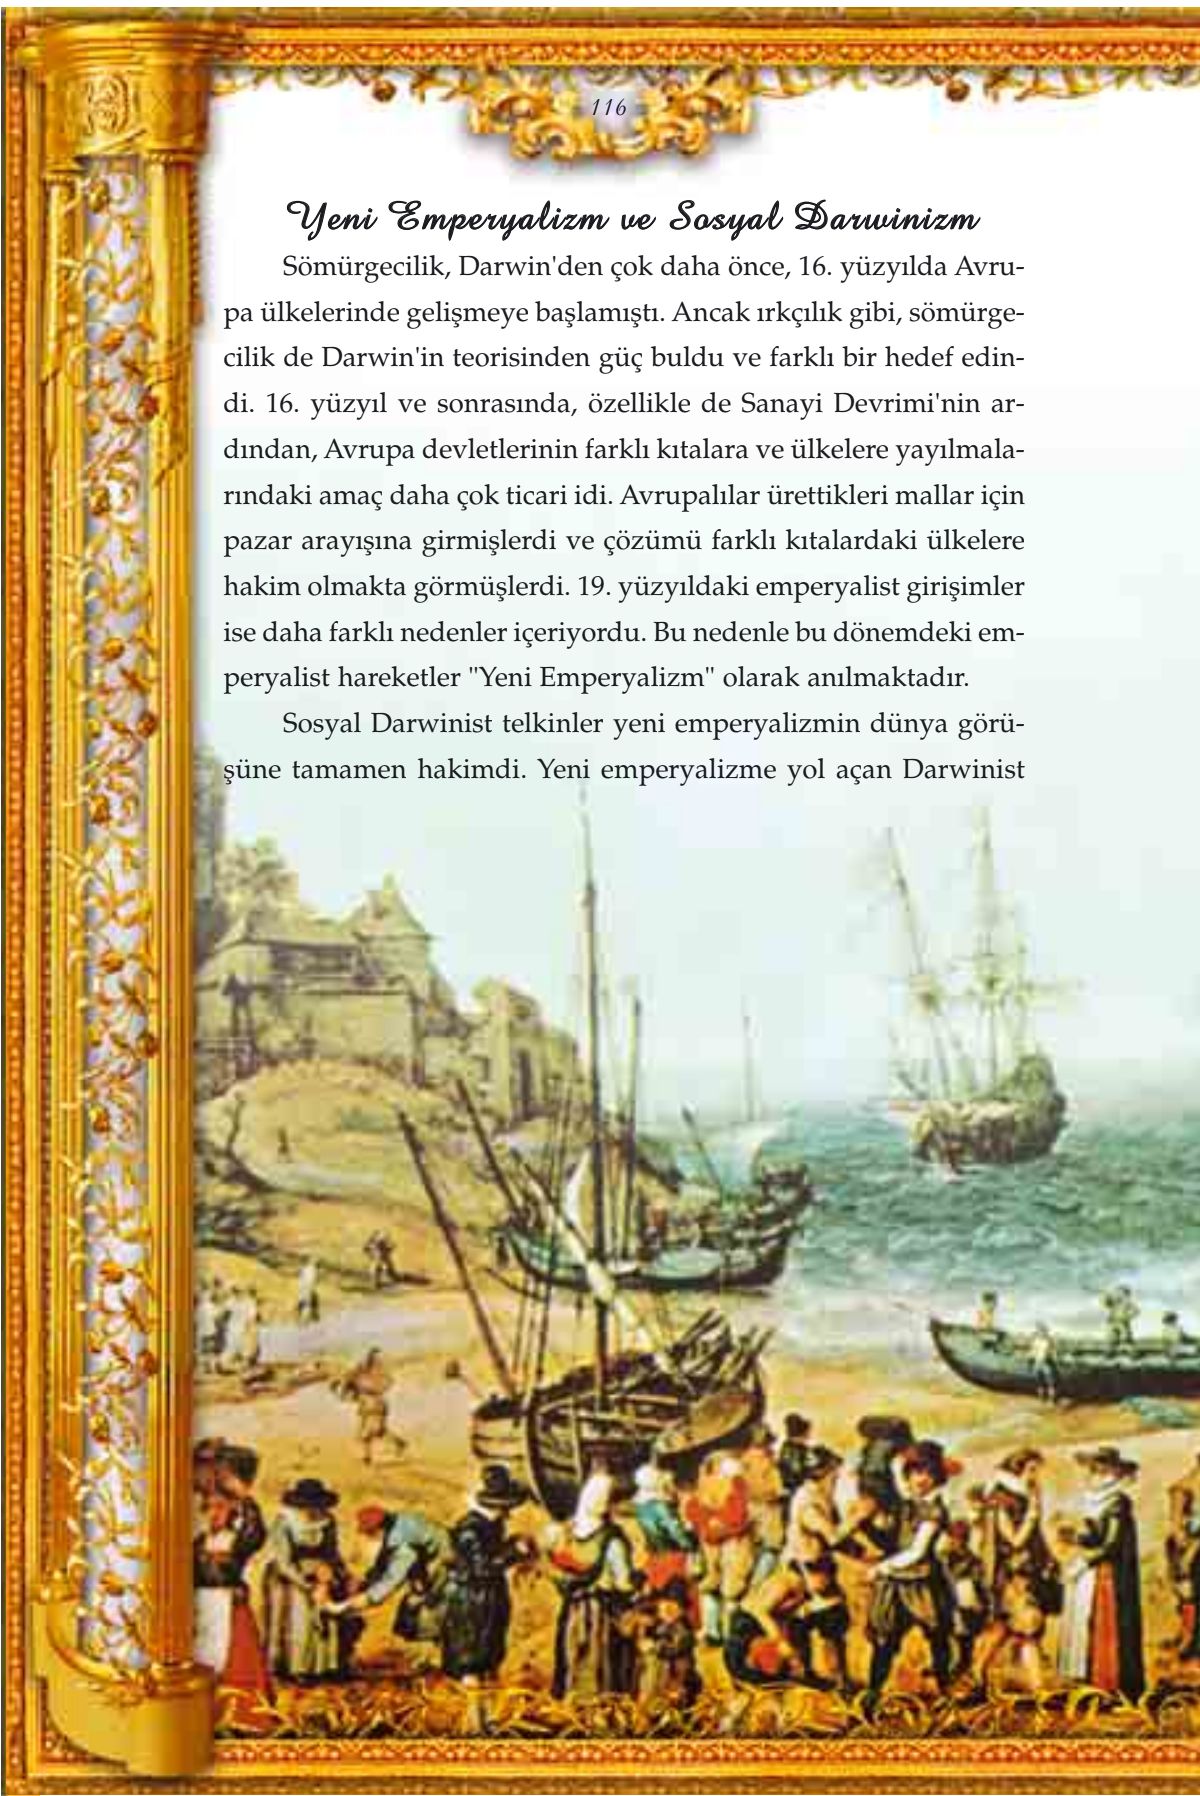 116
Yeni Emperyalizm ve Sosyal Darwinizm
Sömürgecilik, Darwin'den çok daha önce, 16. yüzyılda Avru-
pa ülkelerinde gelişmeye başlamıştı. Ancak ırkçılık gibi, sömürge-
cilik de Darwin'in teorisinden güç buldu ve farklı bir hedef edin-
di. 16. yüzyıl ve sonrasında, özellikle de Sanayi Devrimi'nin ar-
dından, Avrupa devletlerinin farklı kıtalara ve ülkelere yayılmala-
rındaki amaç daha çok ticari idi. Avrupalılar ürettikleri mallar için
pazar arayışına girmişlerdi ve çözümü farklı kıtalardaki ülkelere
hakim olmakta görmüşlerdi. 19. yüzyıldaki emperyalist girişimler
ise daha farklı nedenler içeriyordu. Bu nedenle bu dönemdeki em-
peryalist hareketler "Yeni Emperyalizm" olarak anılmaktadır.
Sosyal Darwinist telkinler yeni emperyalizmin dünya görü-
şüne tamamen hakimdi. Yeni emperyalizme yol açan Darwinist